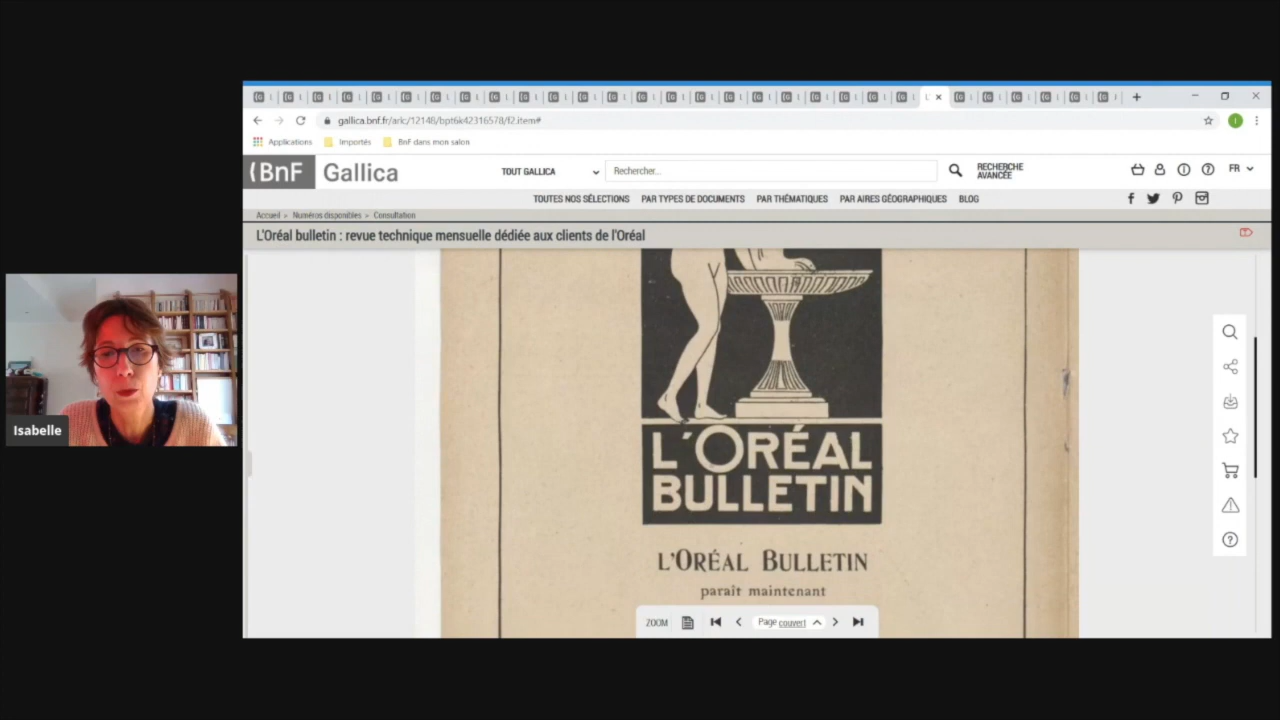 gallica.bnf.fr/ark:/12148/bpt6k42316578/f2.item#
Applications Importés BnF dans mon salon
BnF Gallica
TOUT GALLICA
Rechercher...
RECHERCHE
AVANCÉE
FR
TOUTES NOS SÉLECTIONS PAR TYPES DE DOCUMENTS PAR THÉMATIQUES PAR AIRES GÉOGRAPHIQUES BLOG
Accueil » Numéros disponibles » Consultation
L'Oréal bulletin : revue technique mensuelle dédiée aux clients de l'Oréal
L'ORÉAL
BULLETIN
L'ORÉAL BULLETIN
paraît maintenant
ZOOM
Page couvert
Isabelle